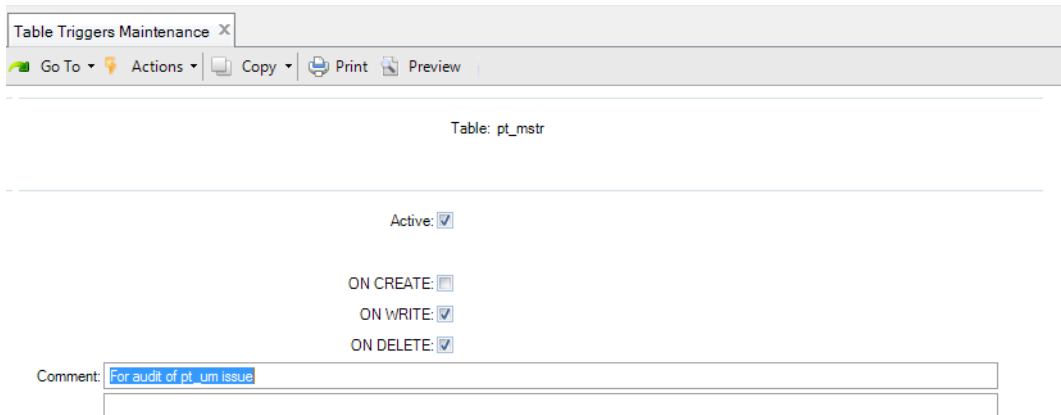 Table Triggers Maintenance X
Go To Actions Copy Print Preview
Table: pt_mstr
Active:
ON CREATE:
ON WRITE:
ON DELETE:
Comment: For audit of pt_um issue